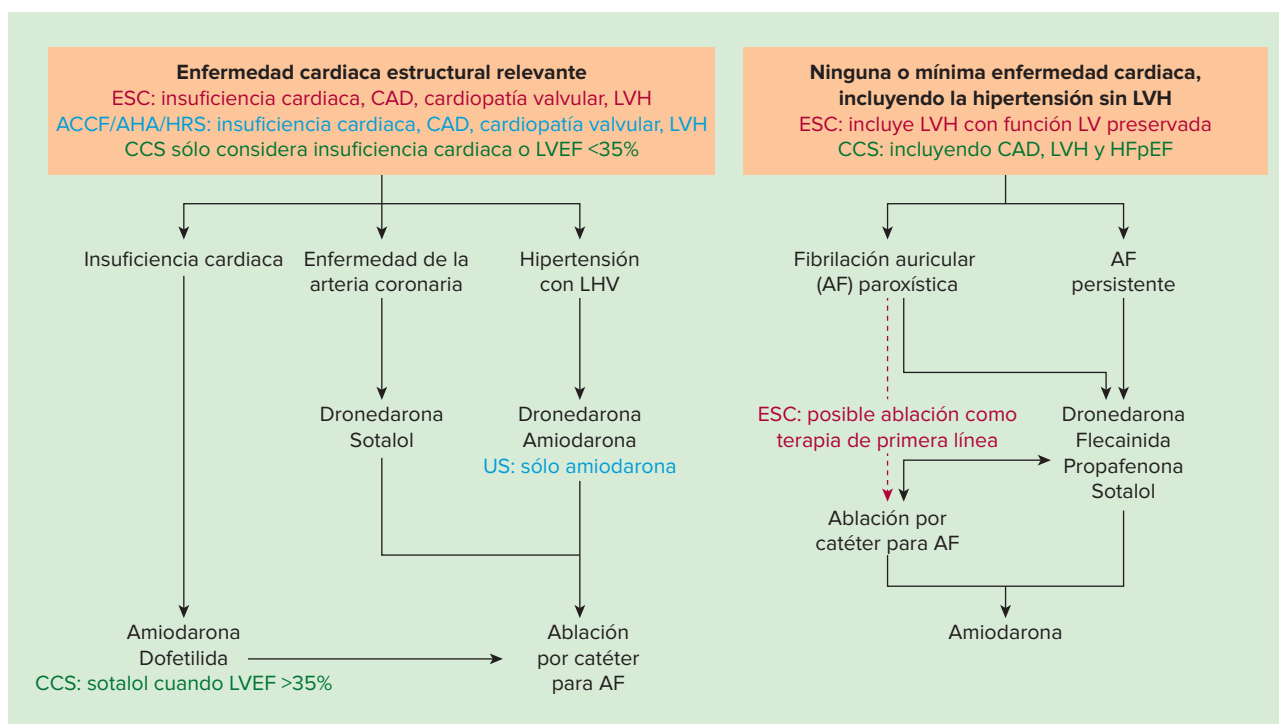 Enfermedad cardiaca estructural relevante
ESC: insuficiencia cardiaca, CAD, cardiopatía valvular, LVH
ACCF/AHA/HRS: insuficiencia cardiaca, CAD, cardiopatía valvular, LVH
CCS sólo considera insuficiencia cardiaca o LVEF <35%
Ninguna o mínima enfermedad cardiaca,
incluyendo la hipertensión sin LVH
ESC: incluye LVH con función LV preservada
CCS: incluyendo CAD, LVH y HFpEF
Insuficiencia cardiaca
Enfermedad de la
arteria coronaria
Hipertensión
con LHV
Fibrilación auricular
(AF) paroxística
AF
persistente
Dronedarona
Sotalol
Dronedarona
Amiodarona
US: sólo amiodarona
ESC: posible ablación como
terapia de primera línea
Dronedarona
Flecainida
Propafenona
Sotalol
Ablación por
catéter para AF
Amiodarona
Dofetilida
CCS: sotalol cuando LVEF >35%
Ablación
por catéter
para AF
Amiodarona